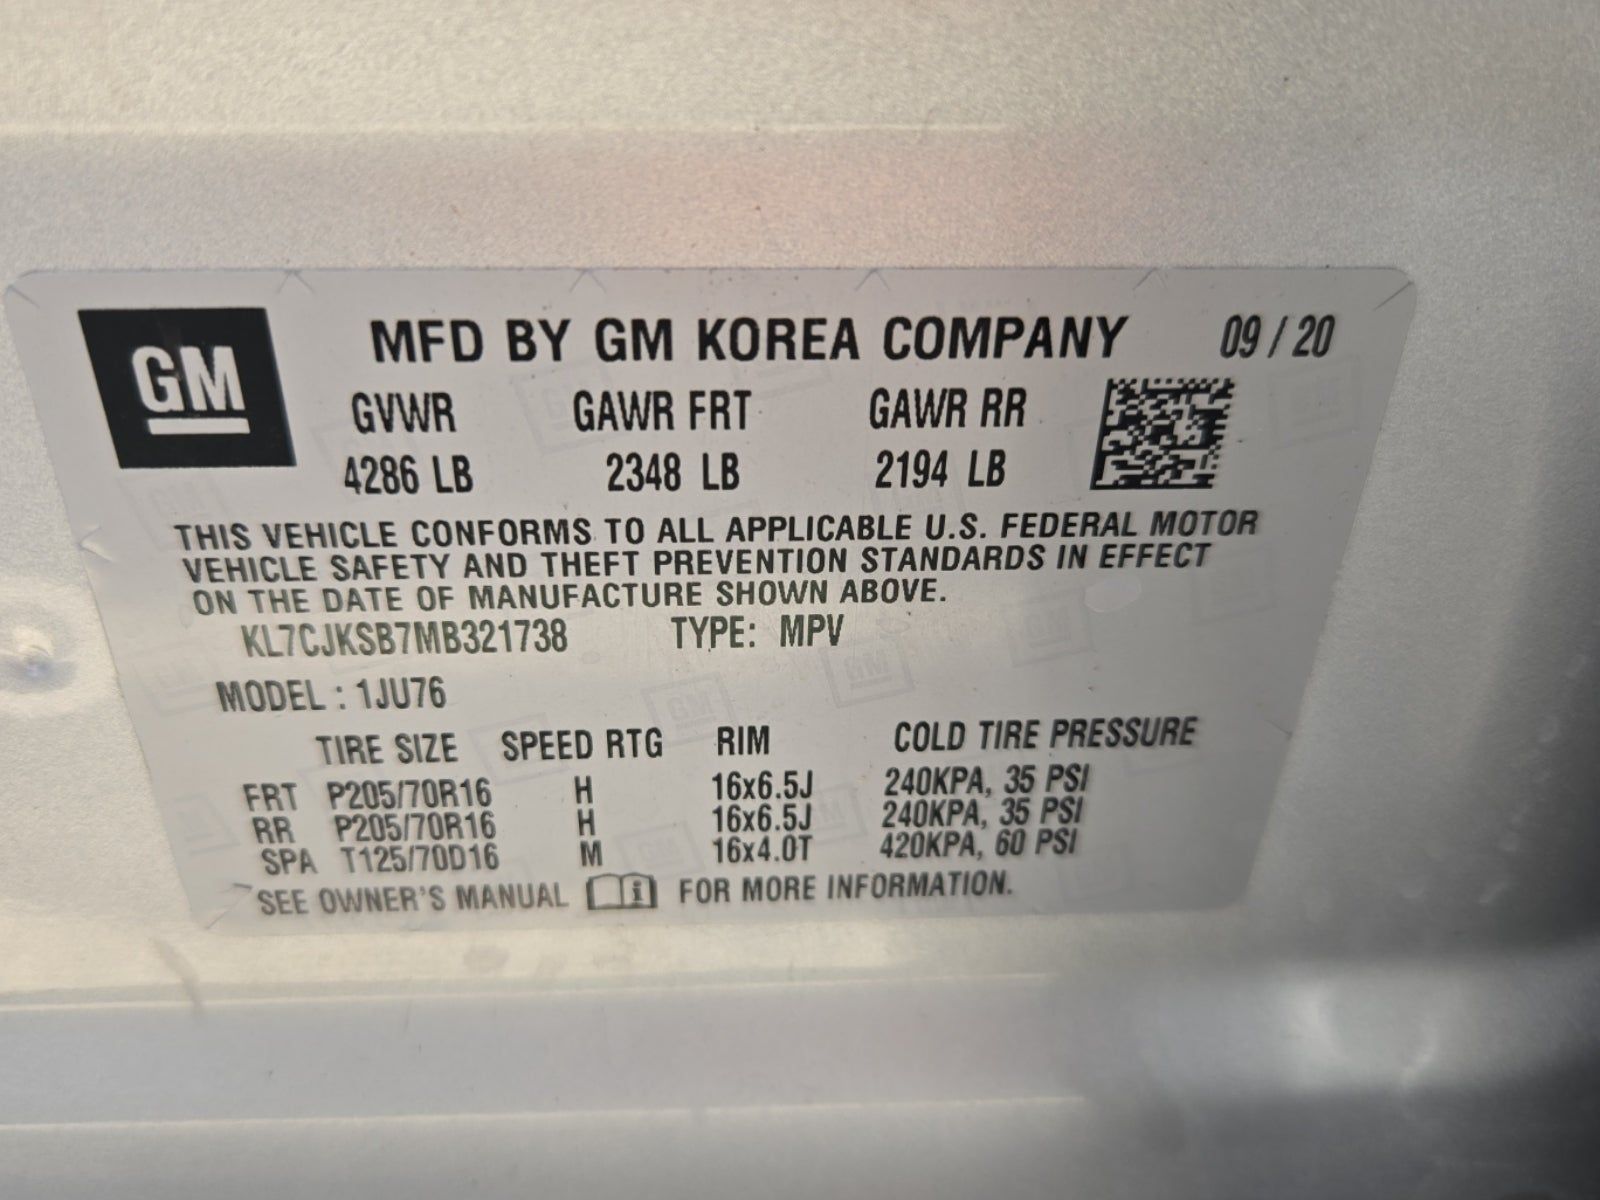 GM
MFD BY GM KOREA COMPANY 09 / 20
GVWR GAWR FRT GAWR RR
4286 LB 2348 LB 2194 LB
THIS VEHICLE CONFORMS TO ALL APPLICABLE U.S. FEDERAL MOTOR
VEHICLE SAFETY AND THEFT PREVENTION STANDARDS IN EFFECT
ON THE DATE OF MANUFACTURE SHOWN ABOVE.
KL7CJKSB7MB321738 TYPE: MPV
MODEL : 1JU76
TIRE SIZE SPEED RTG RIM COLD TIRE PRESSURE
FRT P205/70R16 H 16x6.5J 240KPA, 35 PSI
RR P205/70R16 H 16x6.5J 240KPA, 35 PSI
SPA T125/70D16 M 16x4.0T 420KPA, 60 PSI
SEE OWNER'S MANUAL FOR MORE INFORMATION.